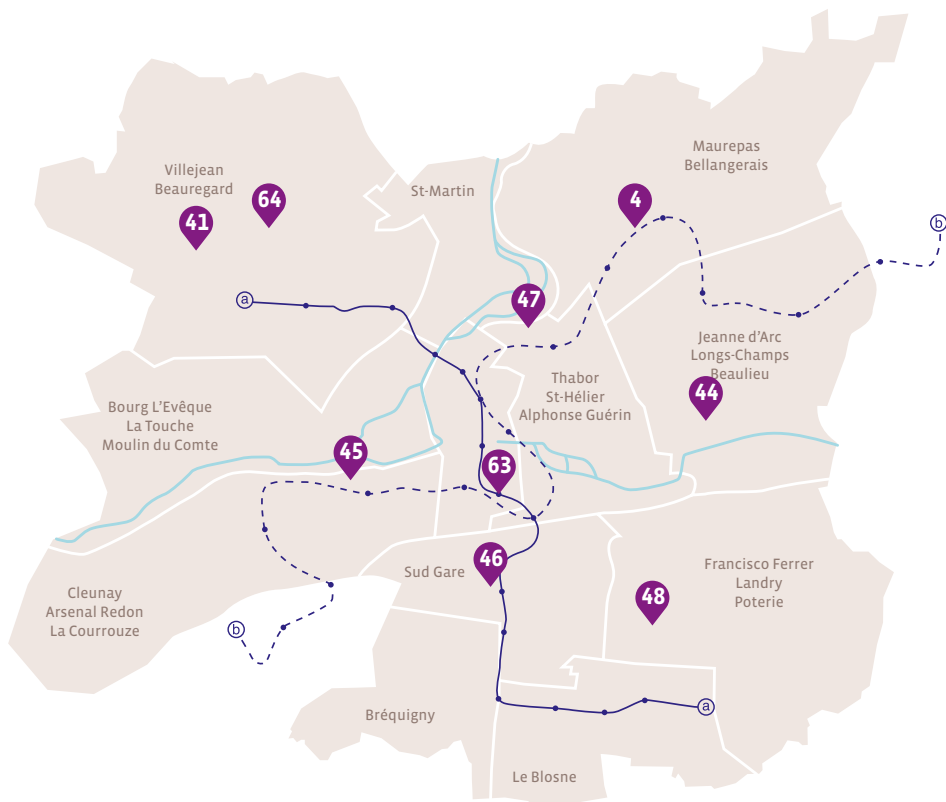 Maurepas
Bellangerais
Villejean
Beauregard
St-Martin
64
4
41
b
a
47
Jeanne d'Arc
Longs-Champs
Beaulieu
Thabor
St-Hélier
Alphonse Guérin
44
Bourg L'Evêque
La Touche
Moulin du Comte
45
63
46
Sud Gare
Francisco Ferrer
Landry
Poterie
48
Cleunay
Arsenal Redon
La Courrouze
b
a
Bréquigny
Le Blosne